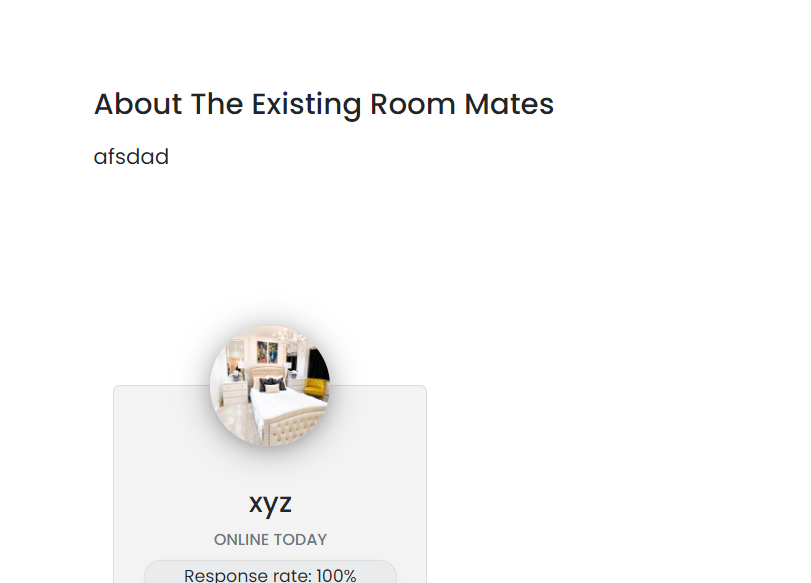 About The Existing Room Mates
afsdad
xyz
ONLINE TODAY
Response rate: 100%